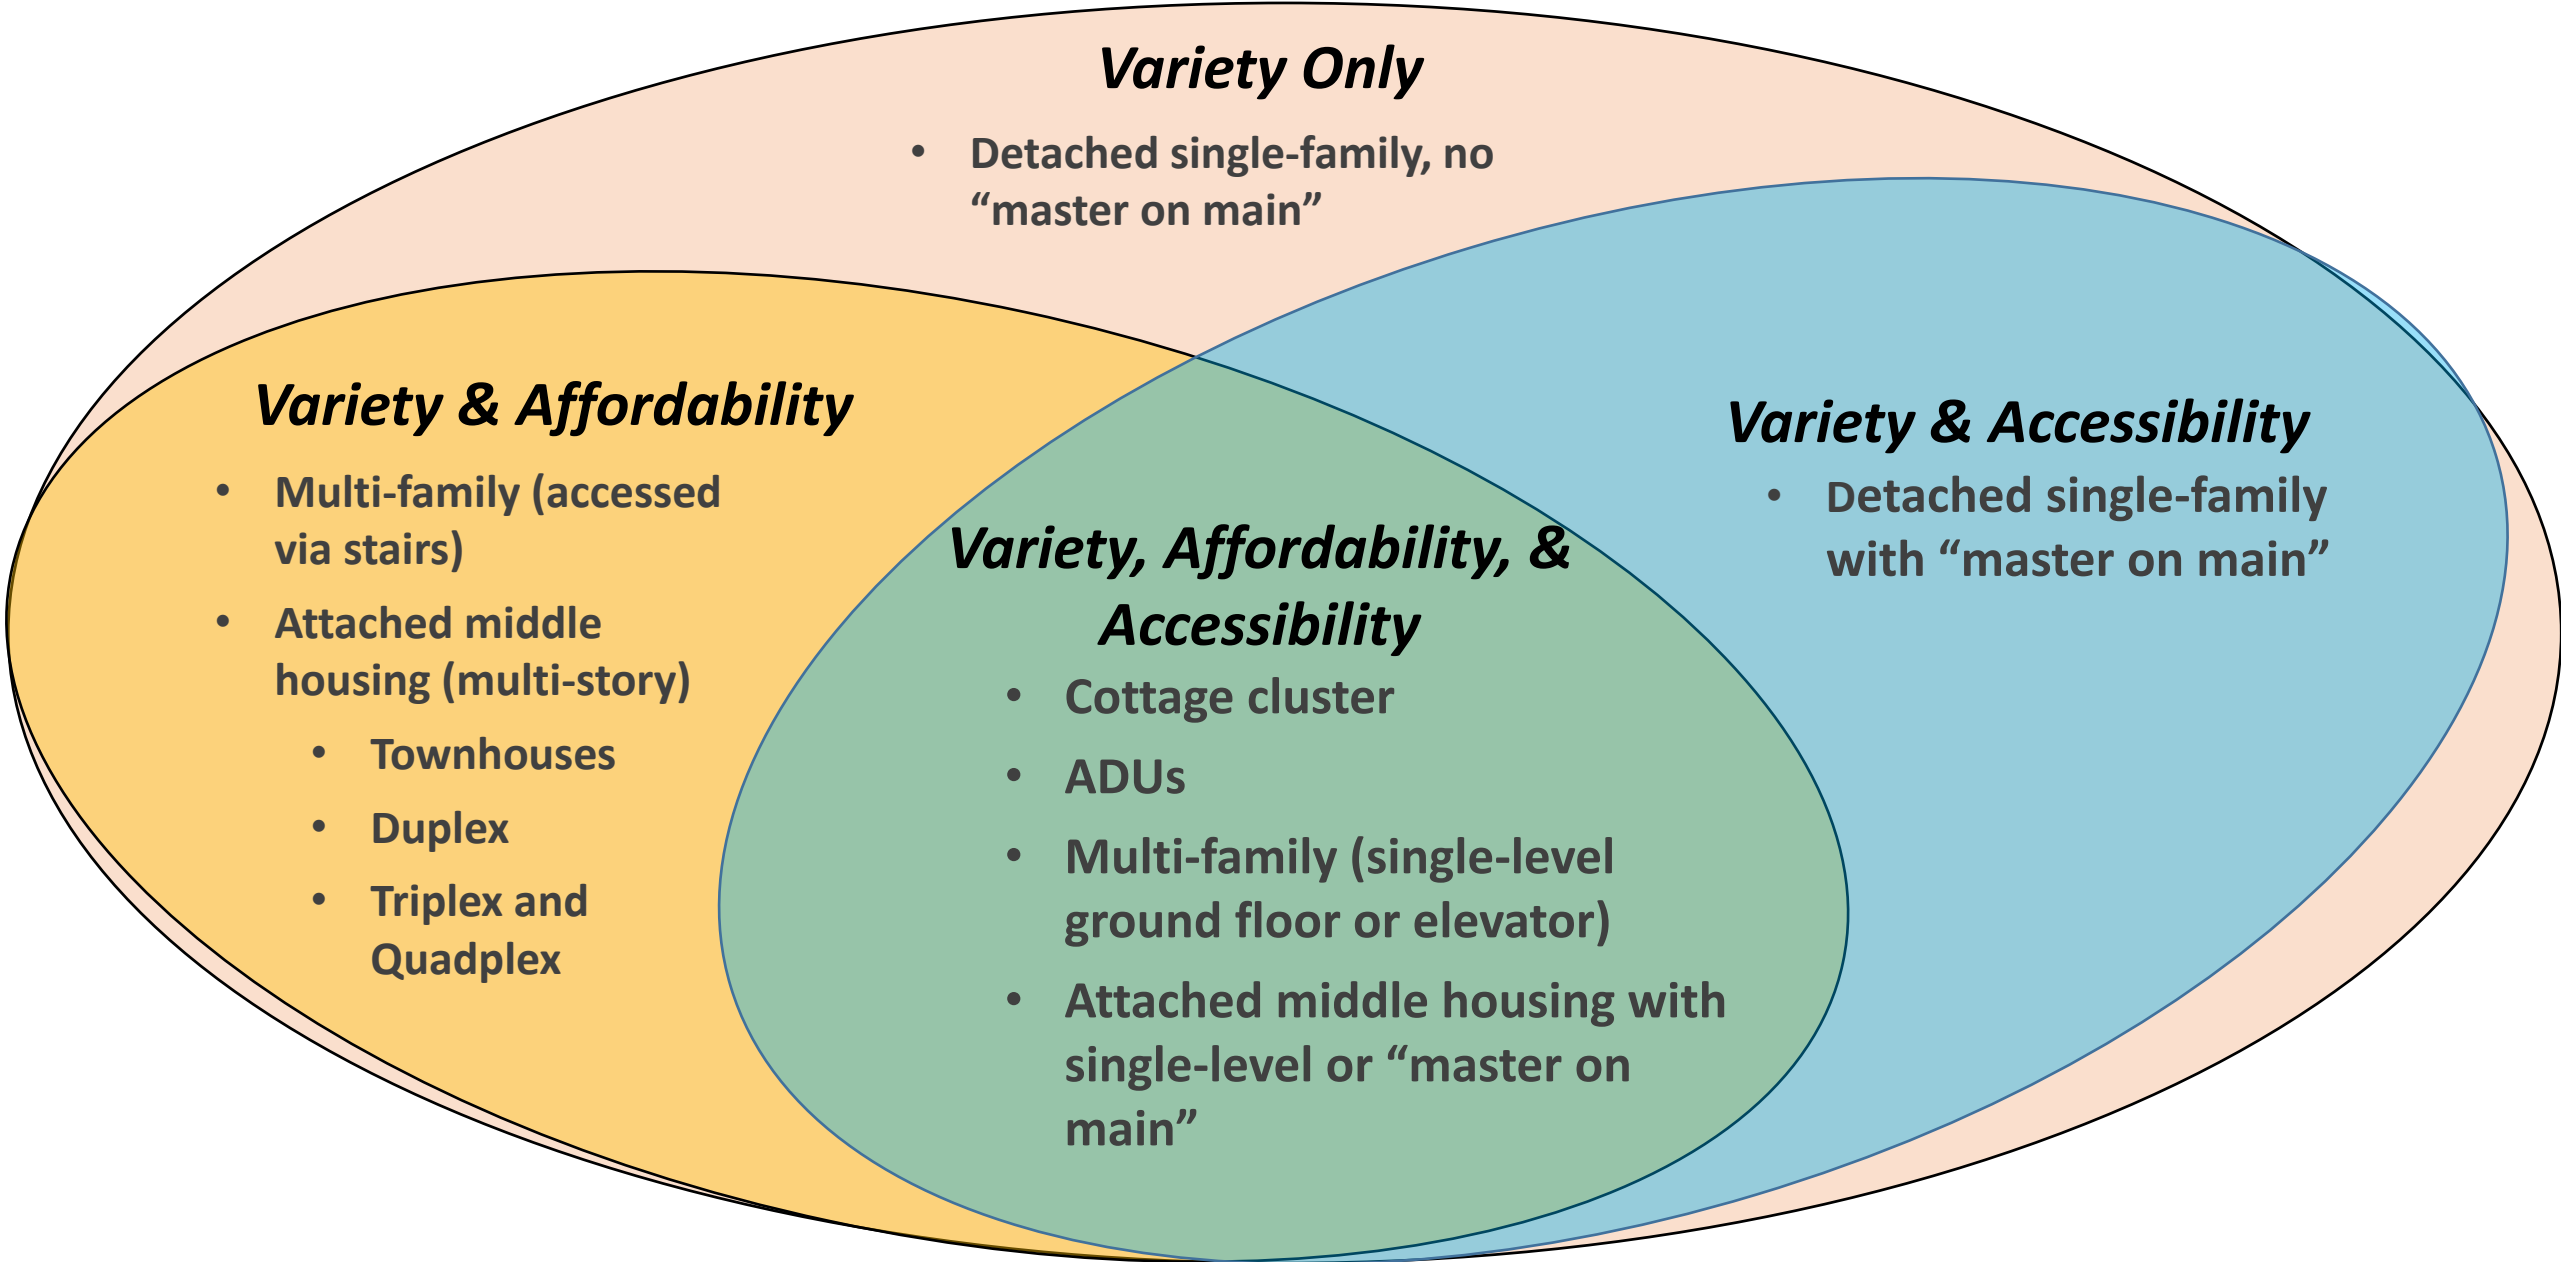 Variety Only
• Detached single-family, no
“master on main”
Variety & Affordability
• Multi-family (accessed
via stairs)
• Attached middle
housing (multi-story)
• Townhouses
• Duplex
• Triplex and
Quadplex
Variety, Affordability, &
Accessibility
• Cottage cluster
• ADUs
• Multi-family (single-level
ground floor or elevator)
• Attached middle housing with
single-level or “master on
main”
Variety & Accessibility
• Detached single-family
with “master on main”